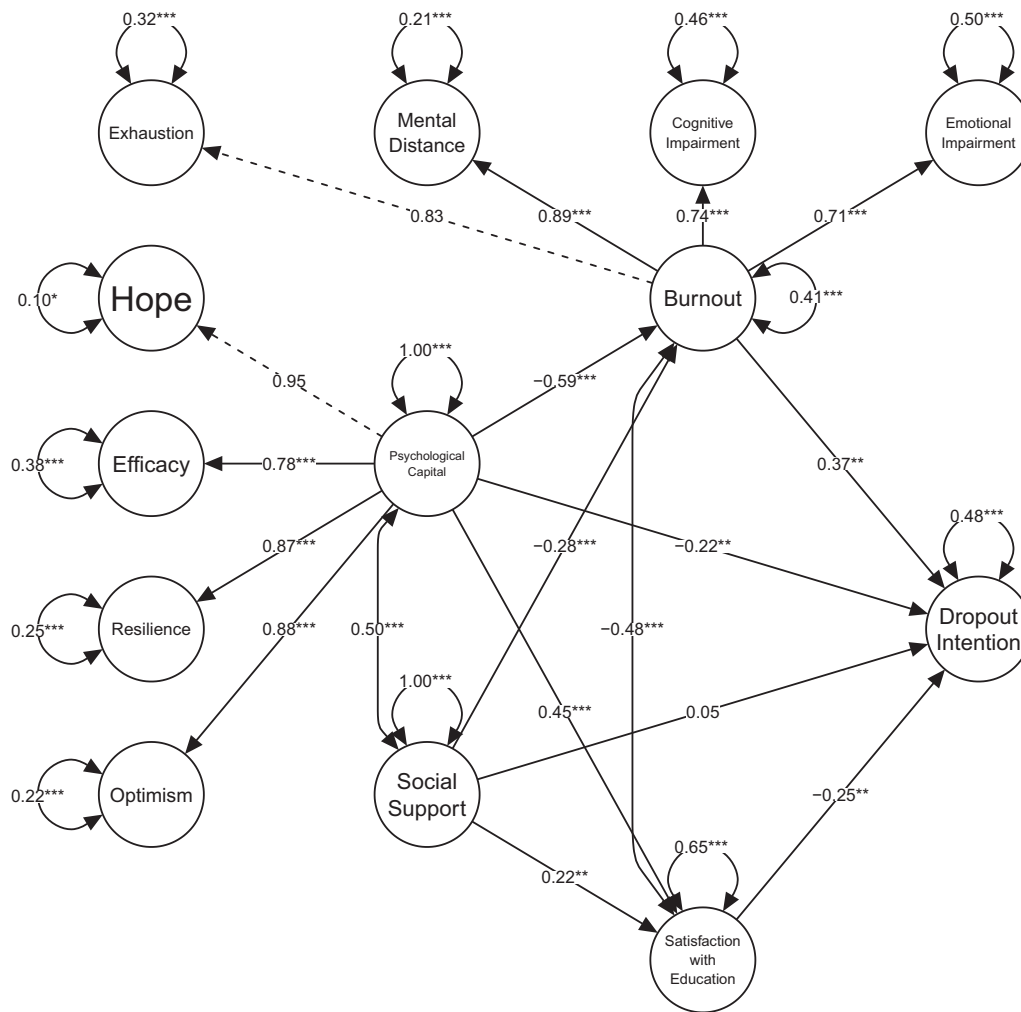 0.32***
0.21***
0.46***
0.50***
Exhaustion
Mental
Distance
Cognitive
Impairment
Emotional
Impairment
0.83
0.89***
0.74***
0.71***
0.10*
Hope
Burnout
0.41***
1.00***
0.95
−0.59***
0.38***
Efficacy
0.78***
Psychological
Capital
0.37**
0.48***
0.87***
−0.28***
−0.22**
0.25***
Resilience
0.88***
0.50***
−0.48***
Dropout
Intention
1.00***
0.45***
0.05
0.22***
Optimism
Social
Support
−0.25**
0.65***
0.22**
Satisfaction
with
Education